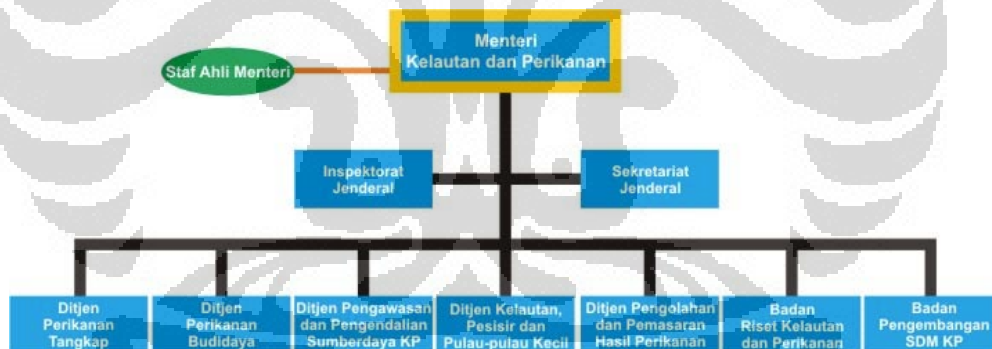 Menteri
Kelautan dan Perikanan
Staf Ahli Menteri
Inspektorat
Jenderal
Sekretariat
Jenderal
Ditjen
Perikanan
Tangkap
Ditjen
Perikanan
Budidaya
Ditjen Pengawasan
dan Pengendalian
Sumberdaya KP
Ditjen Kelautan,
Pesisir dan
Pulau-pulau Kecil
Ditjen Pengolahan
dan Pemasaran
Hasil Perikanan
Badan
Riset Kelautan
dan Perikanan
Badan
Pengembangan
SDM KP